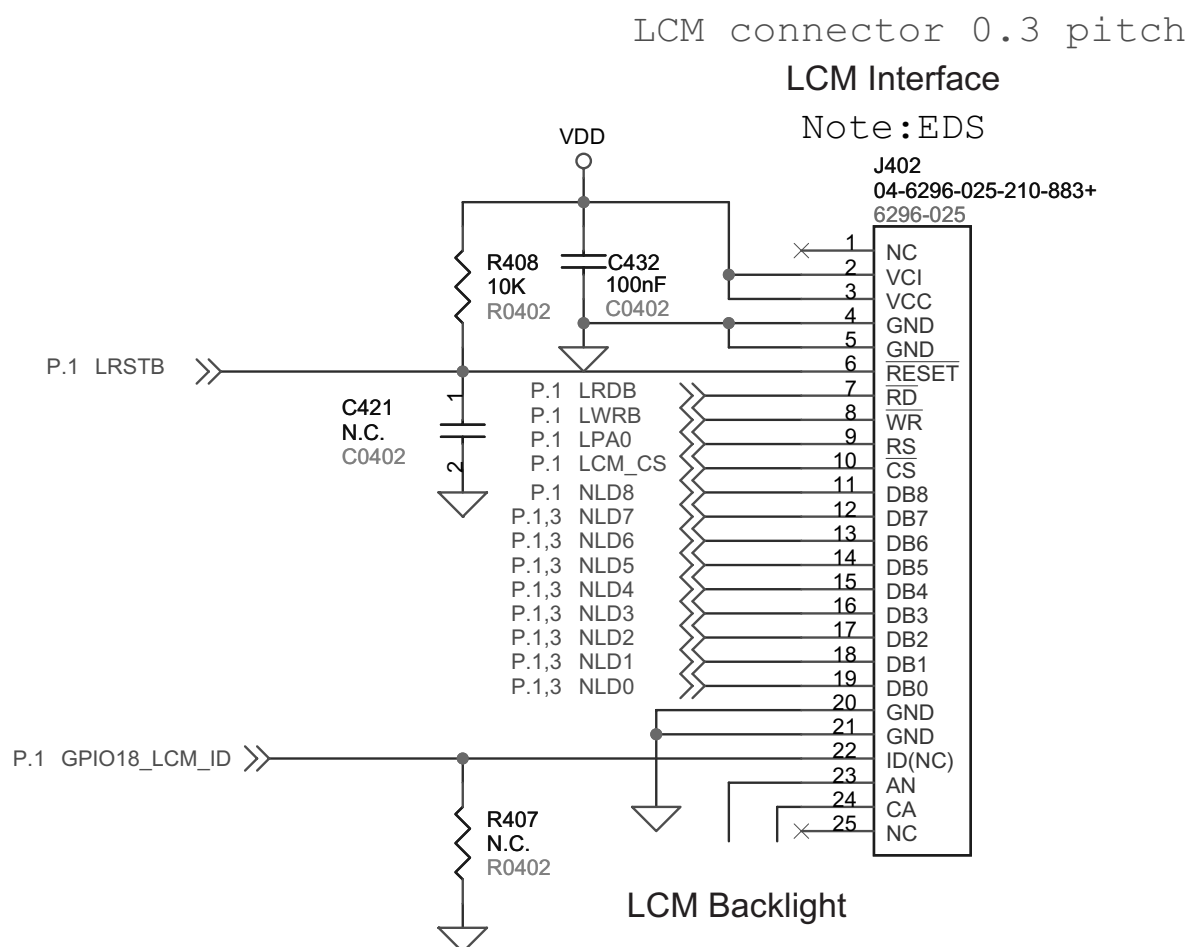 LCM connector 0.3 pitch
LCM Interface
Note:EDS
VDD
J402
04-6296-025-210-883+
6296-025
R408
10K
R0402
C432
100nF
C0402
1 NC
2 VCI
3 VCC
4 GND
5 GND
P.1 LRSTB
6 RESET
C421
N.C.
C0402
1
2
P.1 LRDB 7 RD
P.1 LWRB 8 WR
P.1 LPA0 9 RS
P.1 LCM_CS 10 CS
P.1 NLD8 11 DB8
P.1,3 NLD7 12 DB7
P.1,3 NLD6 13 DB6
P.1,3 NLD5 14 DB5
P.1,3 NLD4 15 DB4
P.1,3 NLD3 16 DB3
P.1,3 NLD2 17 DB2
P.1,3 NLD1 18 DB1
P.1,3 NLD0 19 DB0
20 GND
21 GND
P.1 GPIO18_LCM_ID 22 ID(NC)
23 AN
24 CA
25 NC
R407
N.C.
R0402
LCM Backlight